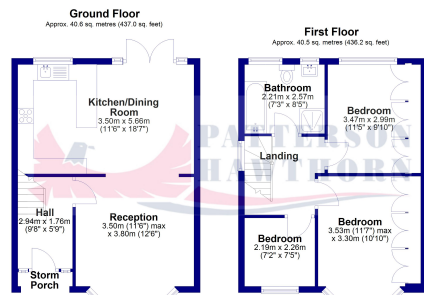 Ground Floor
Approx. 40.6 sq. metres (437.0 sq. feet)
Kitchen/Dining
Room
3.50m x 5.66m
(11'6" x 18'7")
Hall
2.94m x 1.76m
(9'8" x 5'9")
Reception
3.50m (11'6") max
x 3.80m (12'6")
Storm
Porch
First Floor
Approx. 40.5 sq. metres (436.2 sq. feet)
Bathroom
2.21m x 2.57m
(7'3" x 8'5")
Bedroom
3.47m x 2.99m
(11'5" x 9'10")
Landing
Bedroom
2.19m x 2.26m
(7'2" x 7'5")
Bedroom
3.53m (11'7") max
x 3.30m (10'10")
PATTERSON
HAWTHORN